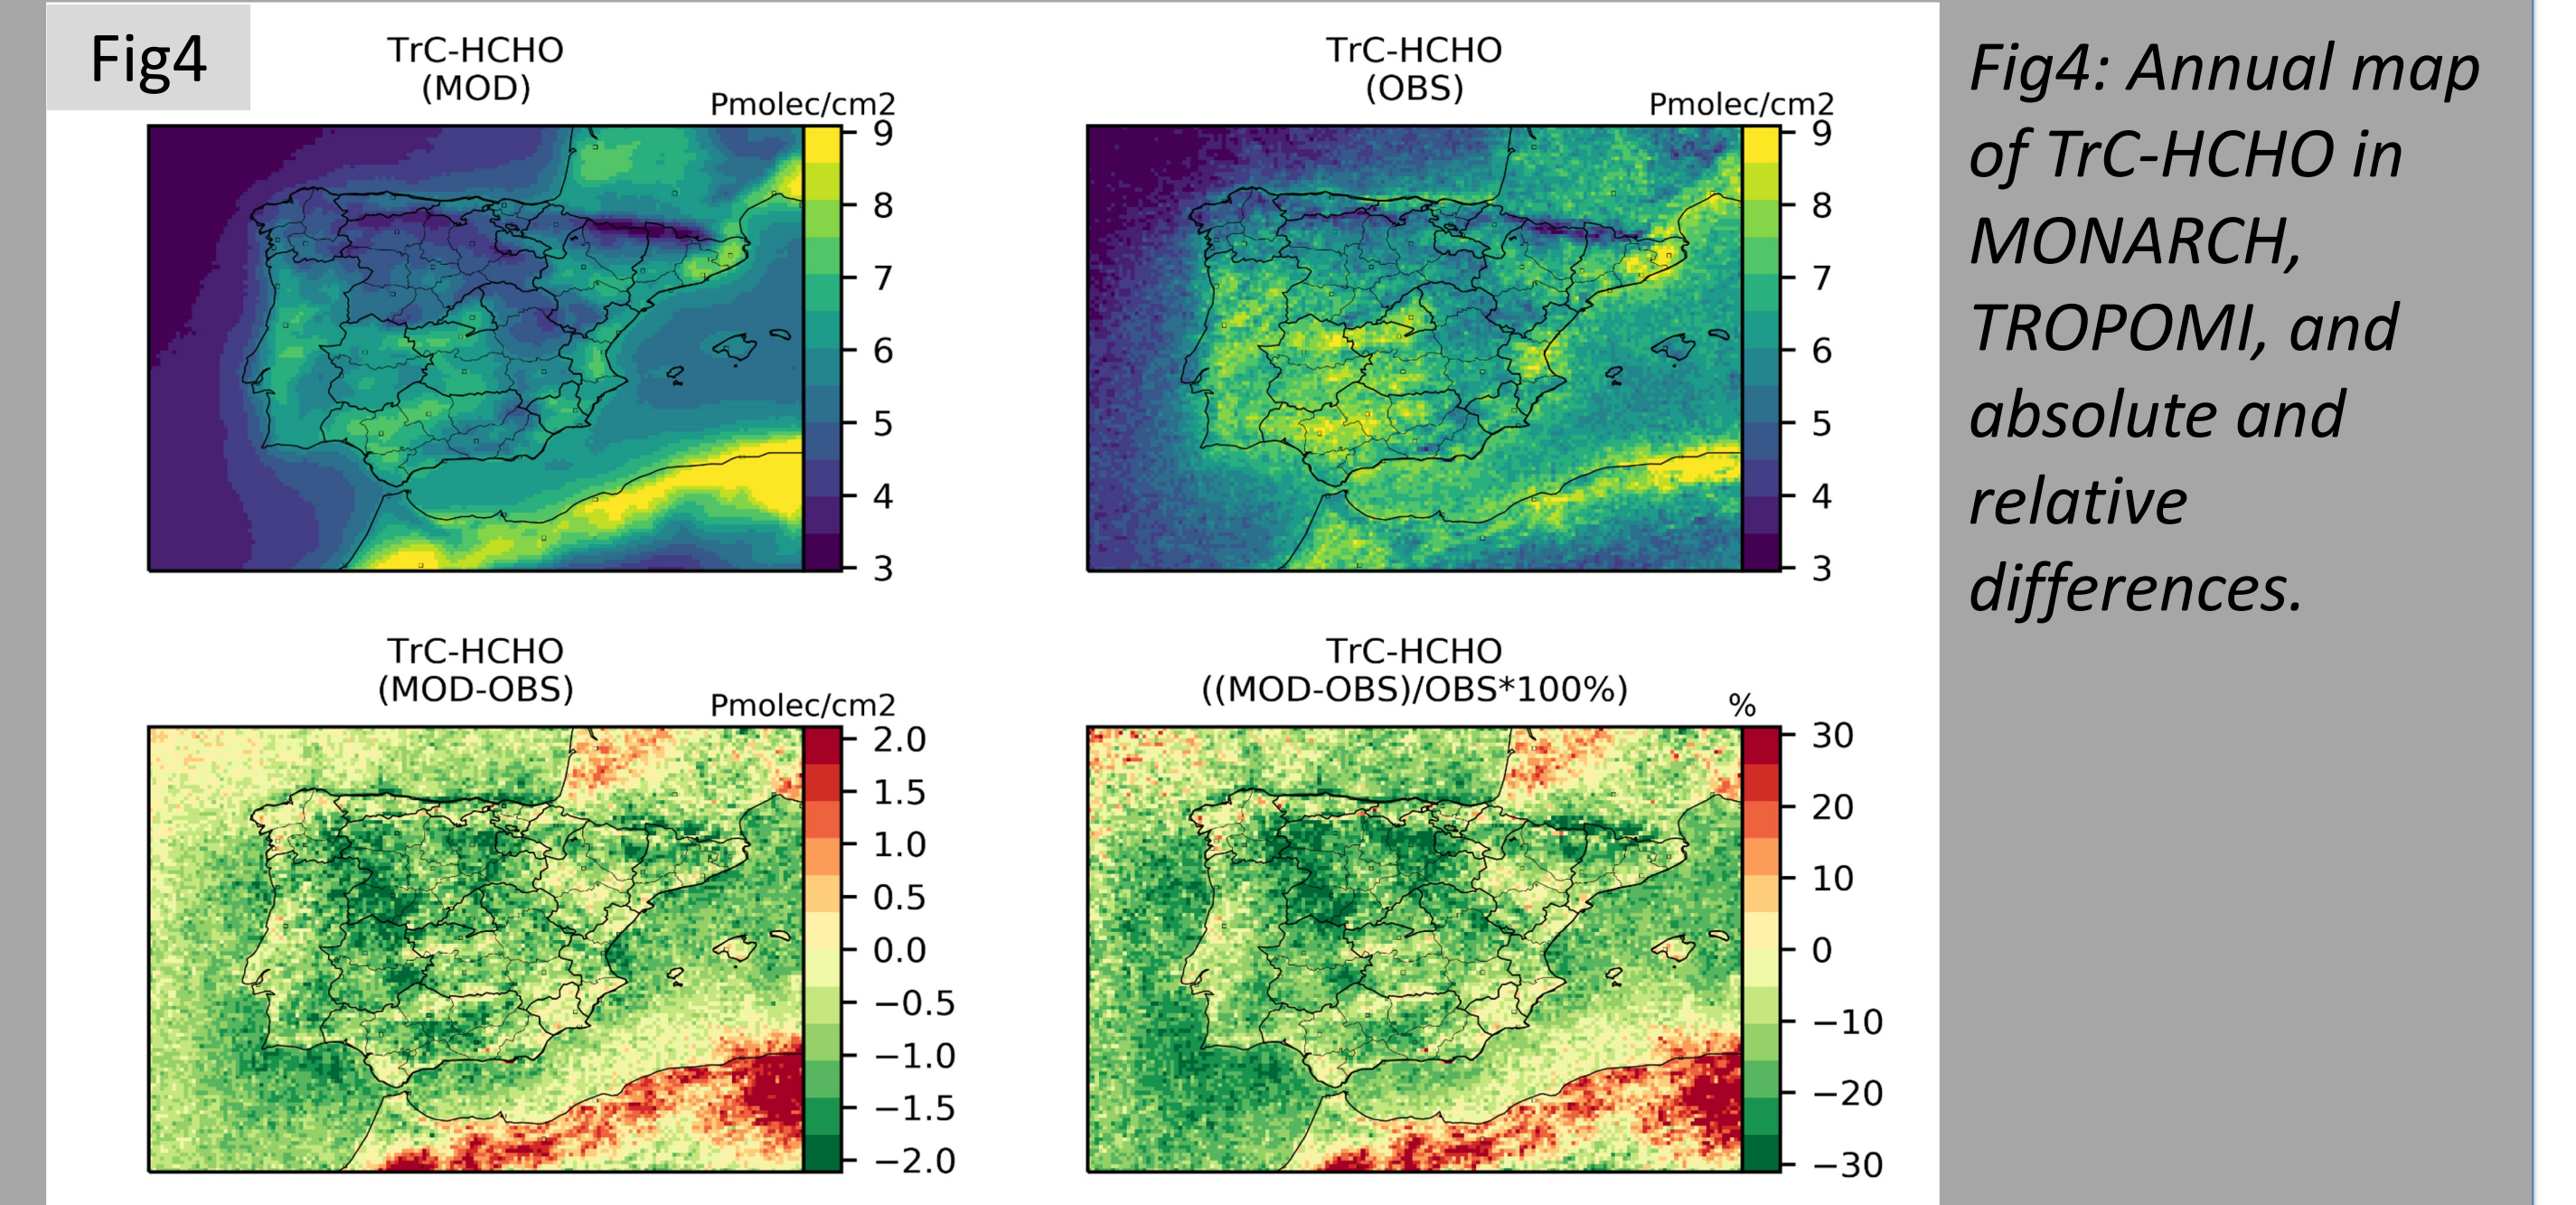 Fig4
TrC-HCHO
(MOD)
Pmolec/cm2
9
8
7
6
5
4
3
TrC-HCHO
(OBS)
Pmolec/cm2
9
8
7
6
5
4
3
TrC-HCHO
(MOD-OBS)
Pmolec/cm2
2.0
1.5
1.0
0.5
0.0
−0.5
−1.0
−1.5
−2.0
TrC-HCHO
((MOD-OBS)/OBS*100%)
%
30
20
10
0
−10
−20
−30
Fig4: Annual map
of TrC-HCHO in
MONARCH,
TROPOMI, and
absolute and
relative
differences.